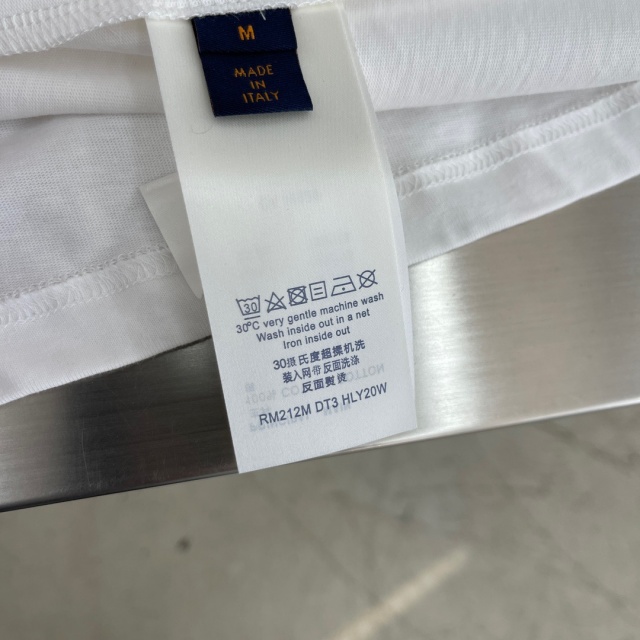 M
MADE
IN
ITALY
30
30°C very gentle machine wash
Wash inside out in a net
Iron inside out
30摄氏度超揉机洗
装入网带反面洗涤
反面熨烫
RM212M DT3 HLY20W